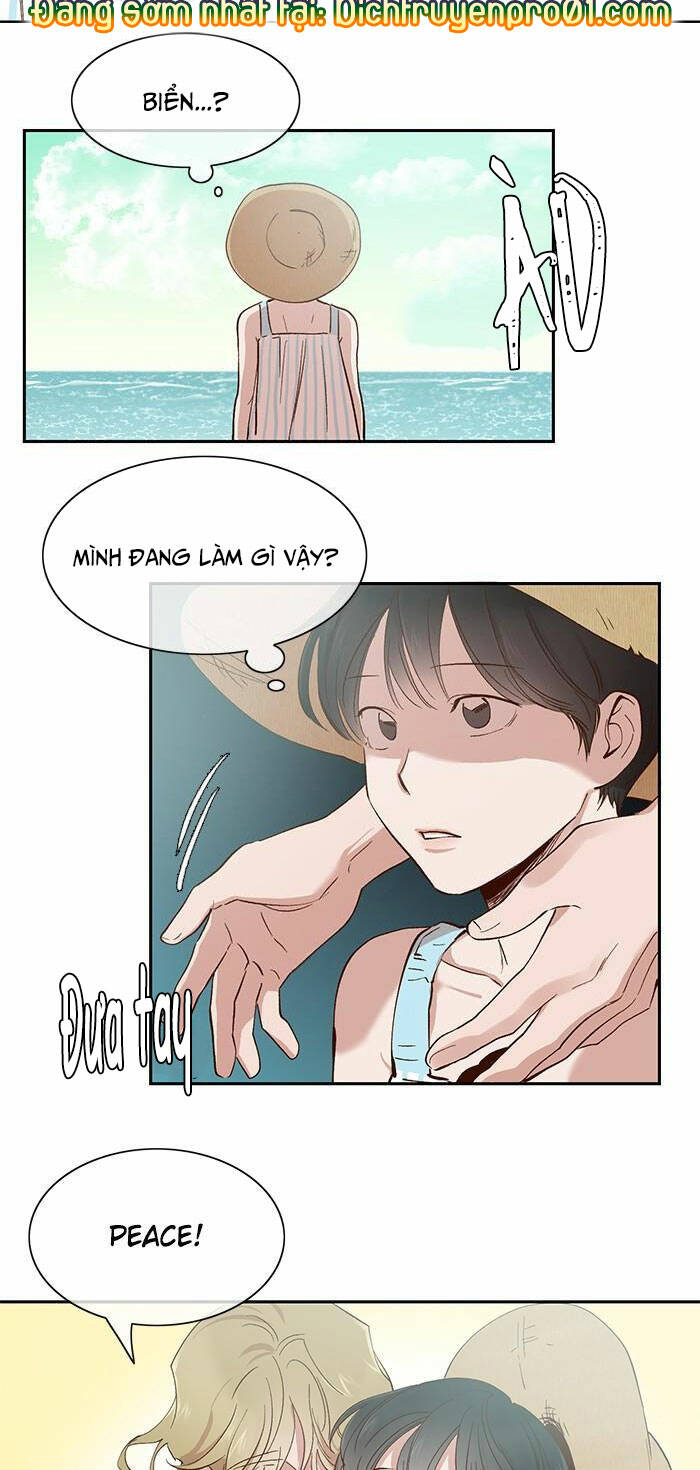 Đăng sớm nhất tại: Dichtruyenpro01.com
BIỂN...?
ÀO
MÌNH ĐANG LÀM GÌ VẬY?
Đưa tay
PEACE!